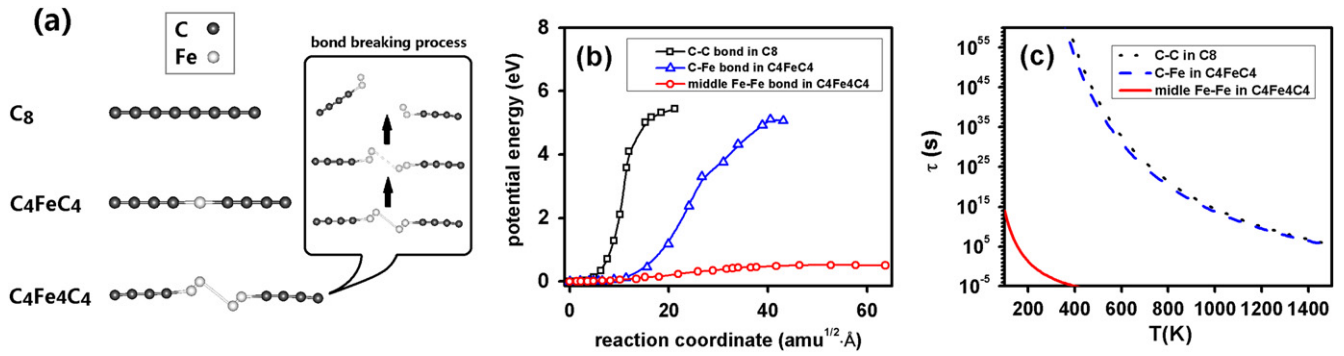 (a)
C
Fe
bond breaking process
C8
C4FeC4
C4Fe4C4
(b)
C-C bond in C8
C-Fe bond in C4FeC4
middle Fe-Fe bond in C4Fe4C4
potential energy (eV)
8
6
4
2
0
0 20 40 60
reaction coordinate (amu^1/2·Å)
(c)
C-C in C8
C-Fe in C4FeC4
midle Fe-Fe in C4Fe4C4
τ (s)
10^55
10^45
10^35
10^25
10^15
10^5
10^-5
200 400 600 800 1000 1200 1400
T(K)